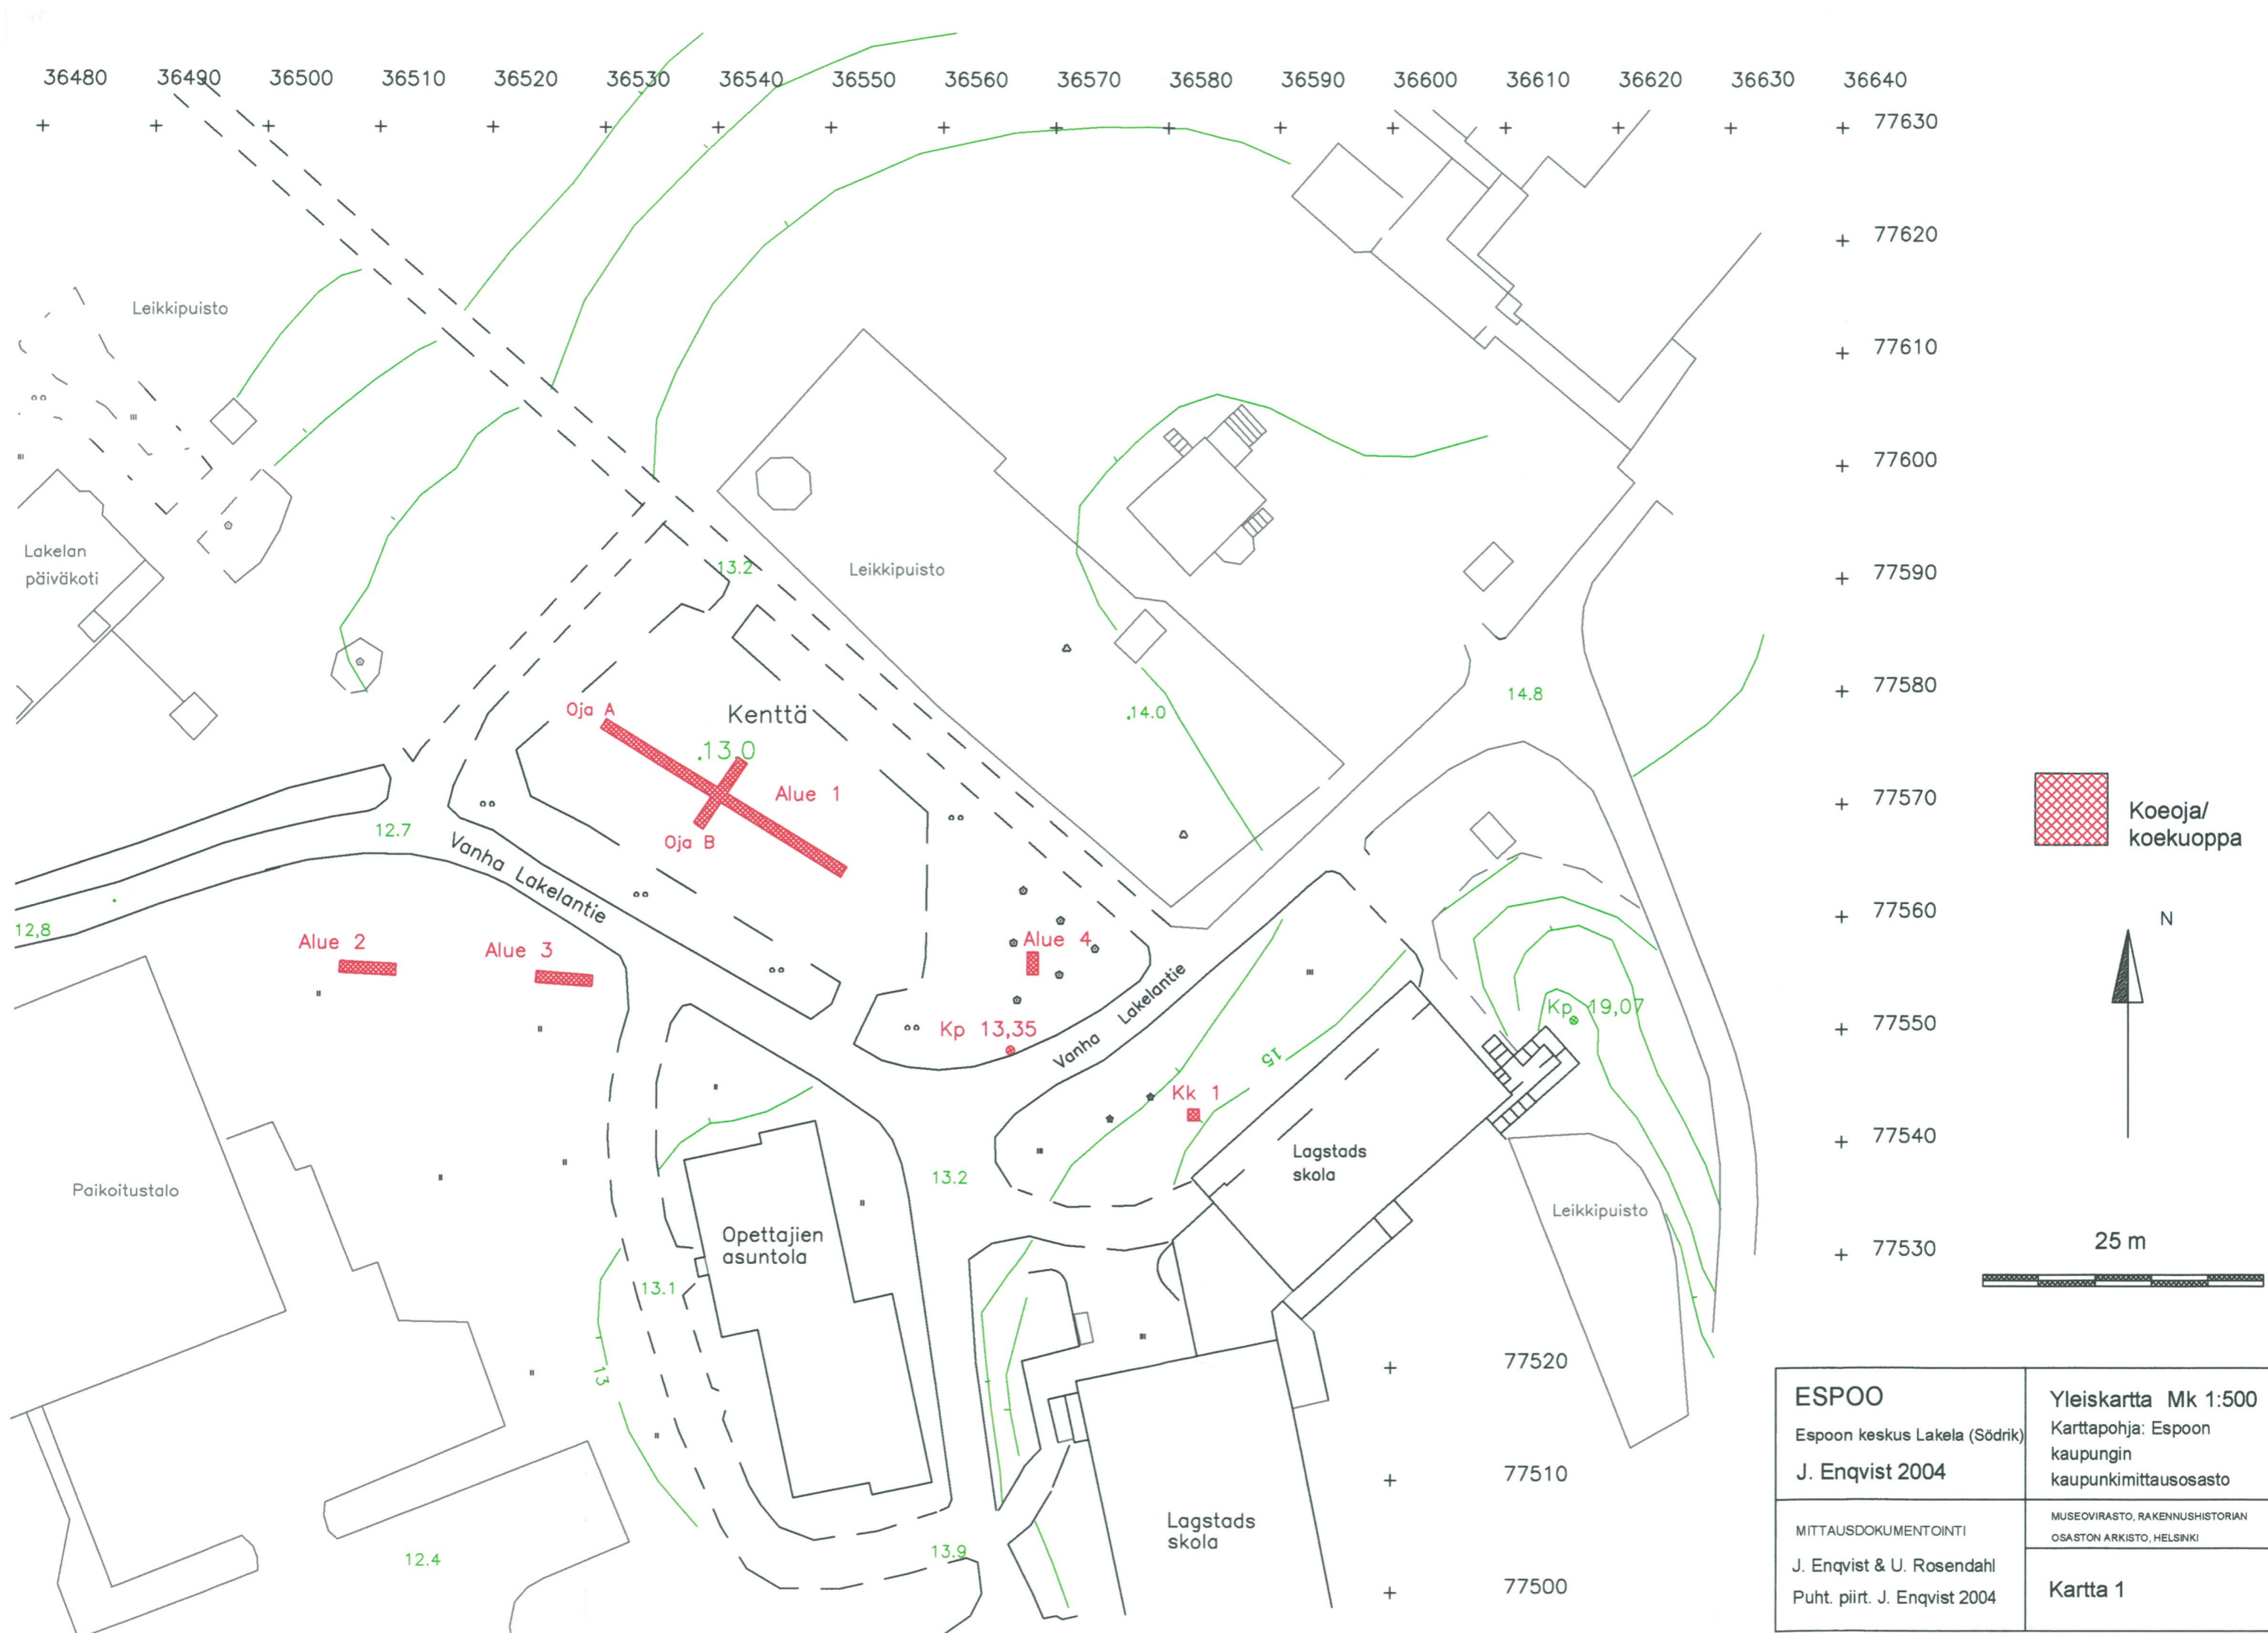 36480 36490 36500 36510 36520 36530 36540 36550 36560 36570 36580 36590 36600 36610 36620 36630 36640
77630
77620
Leikkipuisto
77610
77600
Lakelan
päiväkoti
13.2
Leikkipuisto
77590
14.8
77580
Oja A
Kenttä
.14.0
.13.0
Alue 1
77570
Koeoja/
koekuoppa
12.7
Oja B
Vanha Lakelantie
77560
N
12,8
Alue 2
Alue 3
Alue 4
Vanha Lakelantie
Kp 19,07
77550
Kp 13,35
15
Kk 1
77540
Lagstads
skola
13.2
Paikoitustalo
Leikkipuisto
Opettajien
asuntola
77530
25 m
13.1
13
77520
77510
Lagstads
skola
12.4
13.9
77500
ESPOO
Espoon keskus Lakela (Södrik)
J. Enqvist 2004
Yleiskartta Mk 1:500
Karttapohja: Espoon
kaupungin
kaupunkimittausosasto
MITTAUSDOKUMENTOINTI
J. Enqvist & U. Rosendahl
Puht. piirt. J. Enqvist 2004
MUSEOVIRASTO, RAKENNUSHISTORIAN
OSASTON ARKISTO, HELSINKI
Kartta 1